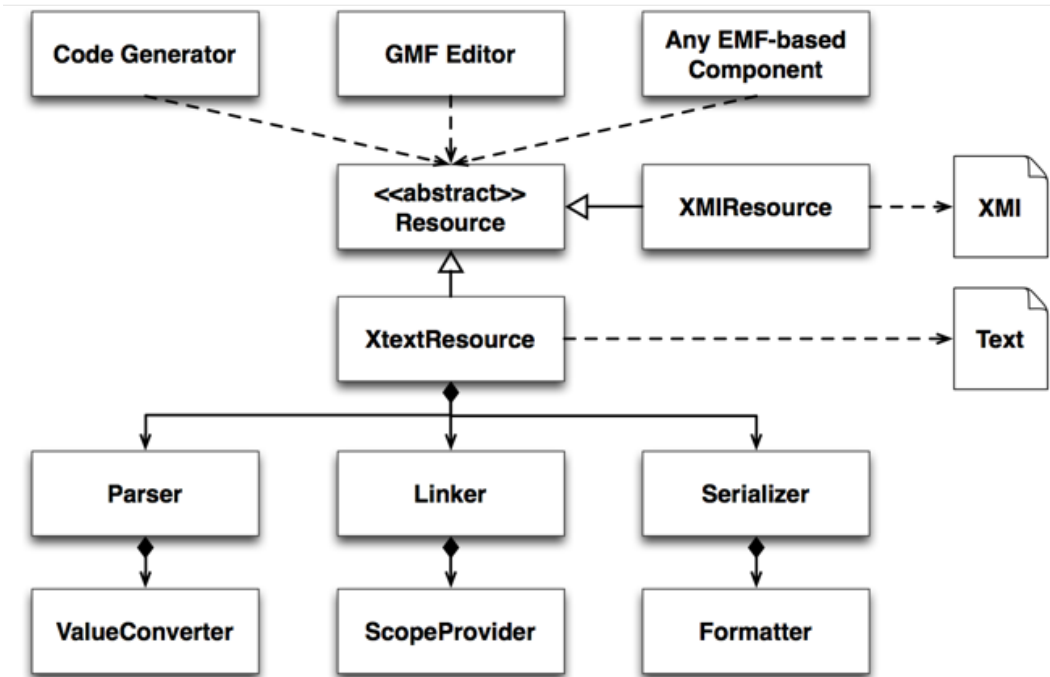 Code Generator
GMF Editor
Any EMF-based
Component
<<abstract>>
Resource
XMIResource
XMI
XtextResource
Text
Parser
Linker
Serializer
ValueConverter
ScopeProvider
Formatter